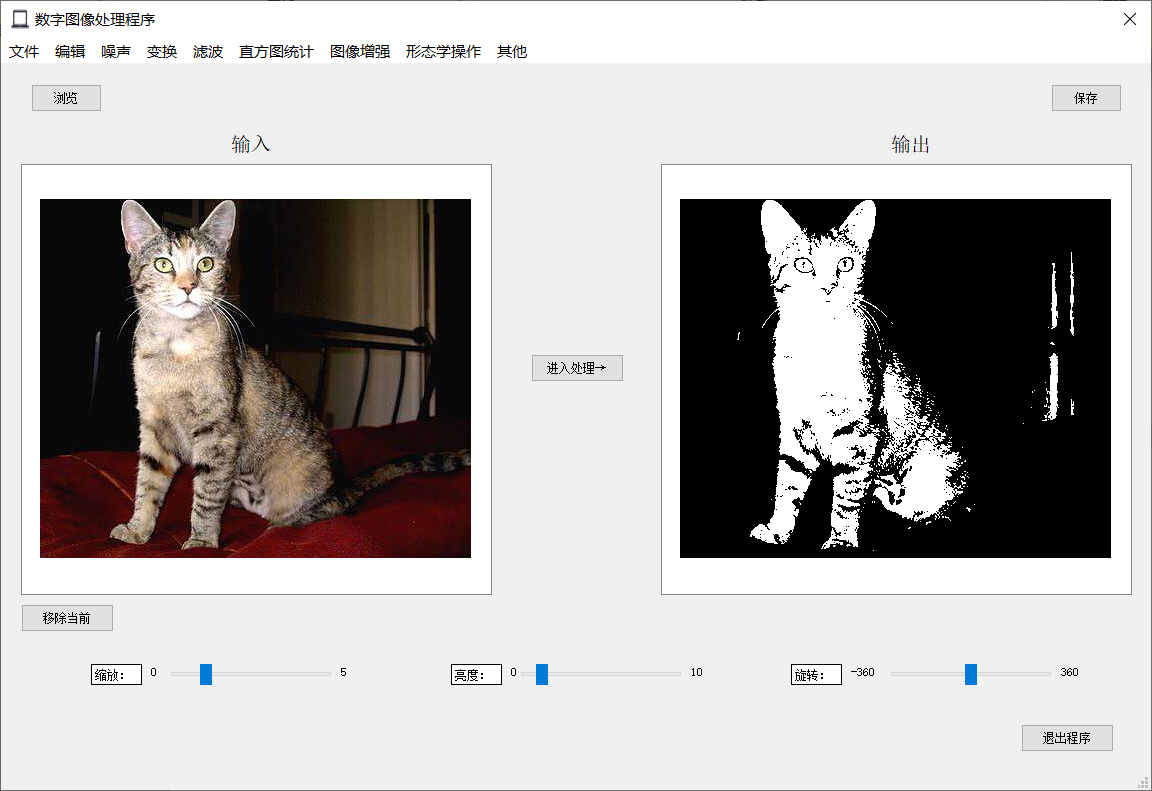 数字图像处理程序
文件 编辑 噪声 变换 滤波 直方图统计 图像增强 形态学操作 其他
浏览 保存
输入 输出
进入处理→
移除当前
缩放： 0 5 亮度： 0 10 旋转： -360 360
退出程序